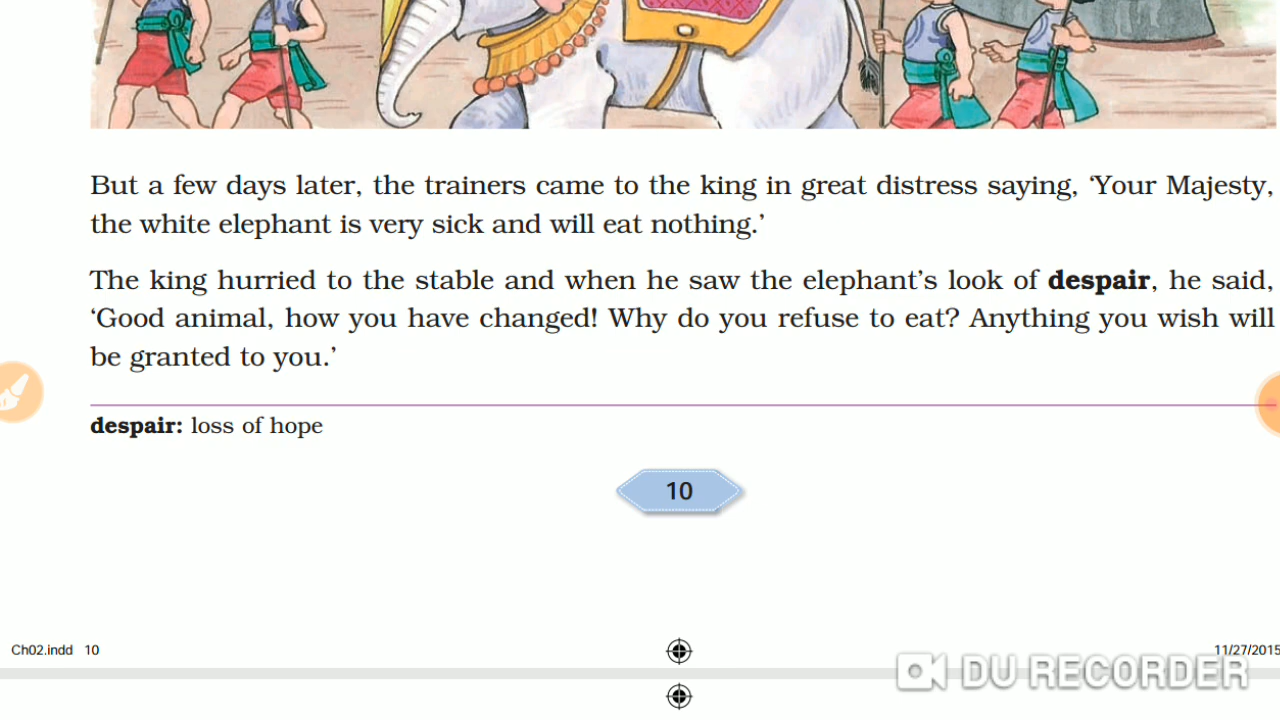 But a few days later, the trainers came to the king in great distress saying, ‘Your Majesty,
the white elephant is very sick and will eat nothing.’
The king hurried to the stable and when he saw the elephant’s look of despair, he said,
‘Good animal, how you have changed! Why do you refuse to eat? Anything you wish will
be granted to you.’
despair: loss of hope
10
Ch02.indd 10
11/27/2015
DU RECORDER